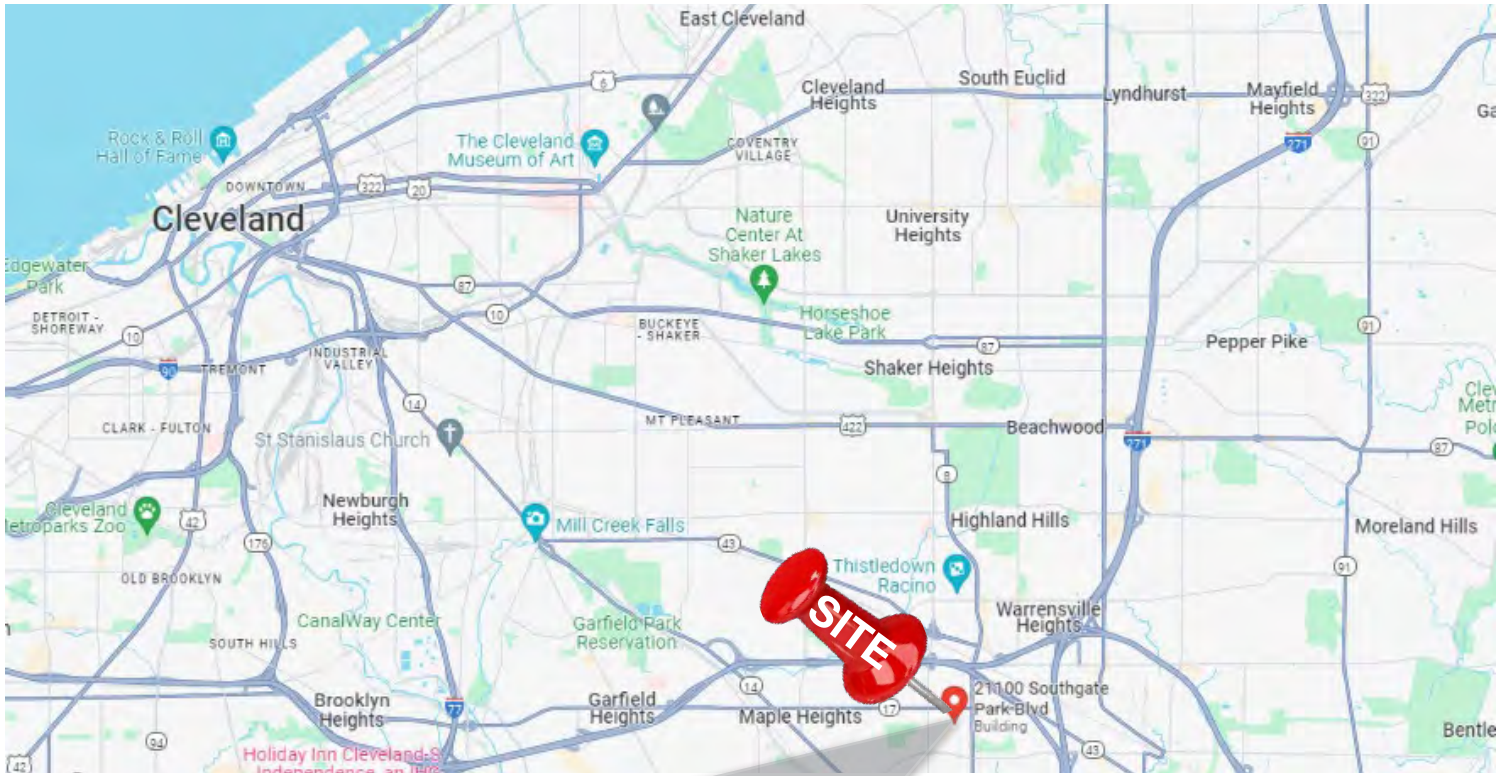 East Cleveland
6
Cleveland
Heights
South Euclid
Lyndhurst
Mayfield
Heights
322
271
91
Rock & Roll
Hall of Fame
The Cleveland
Museum of Art
COVENTRY
VILLAGE
DOWNTOWN
322
20
Cleveland
Nature
Center At
Shaker Lakes
University
Heights
Edgewater
Park
87
DETROIT -
SHOREWAY
10
10
BUCKEYE
- SHAKER
Horseshoe
Lake Park
91
87
Pepper Pike
INDUSTRIAL
VALLEY
90
TREMONT
Shaker Heights
14
CLARK - FULTON
St Stanislaus Church
MT PLEASANT
422
Beachwood
271
87
8
Cleveland
Metroparks Zoo
42
Newburgh
Heights
Mill Creek Falls
Highland Hills
Moreland Hills
176
43
OLD BROOKLYN
Thistledown
Racino
91
SITE
CanalWay Center
Garfield Park
Reservation
Warrensville
Heights
SOUTH HILLS
14
21100 Southgate
Park Blvd
Building
Brooklyn
Heights
77
Garfield
Heights
Maple Heights
17
94
43
42
Holiday Inn Cleveland-S
Independence, an IHG